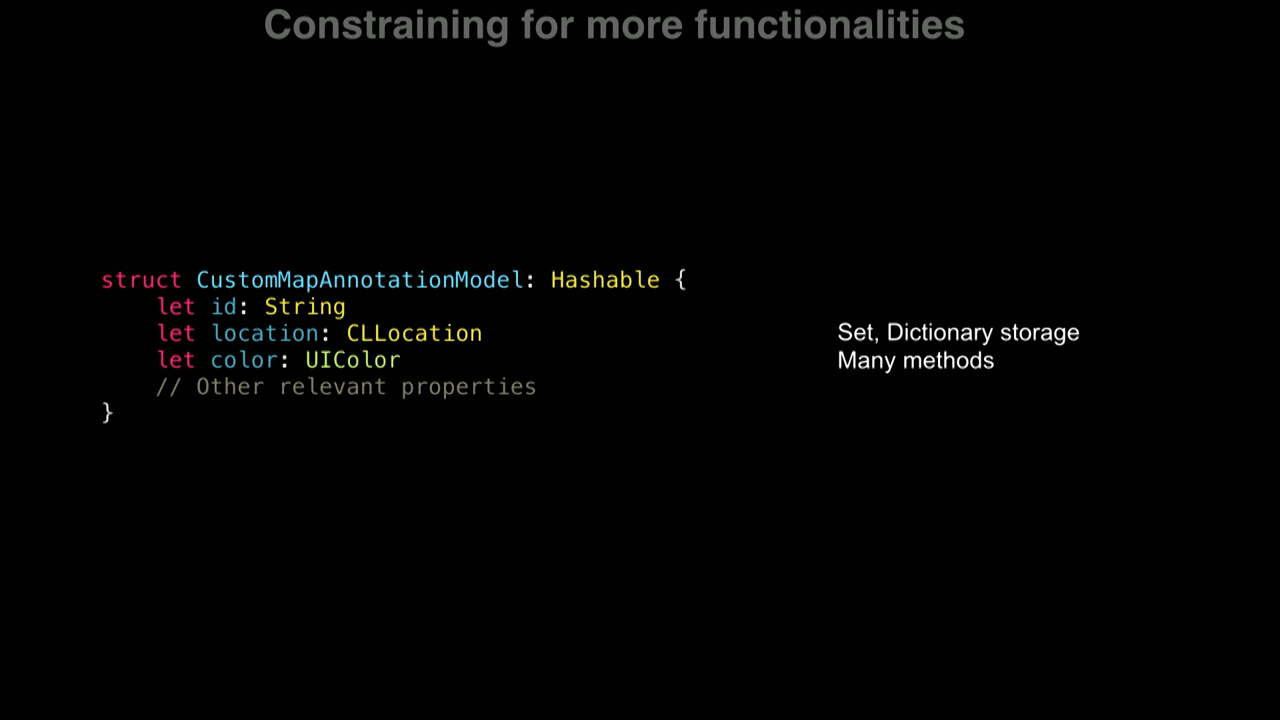 Constraining for more functionalities
struct CustomMapAnnotationModel: Hashable {
let id: String
let location: CLLocation
let color: UIColor
// Other relevant properties
}
Set, Dictionary storage
Many methods